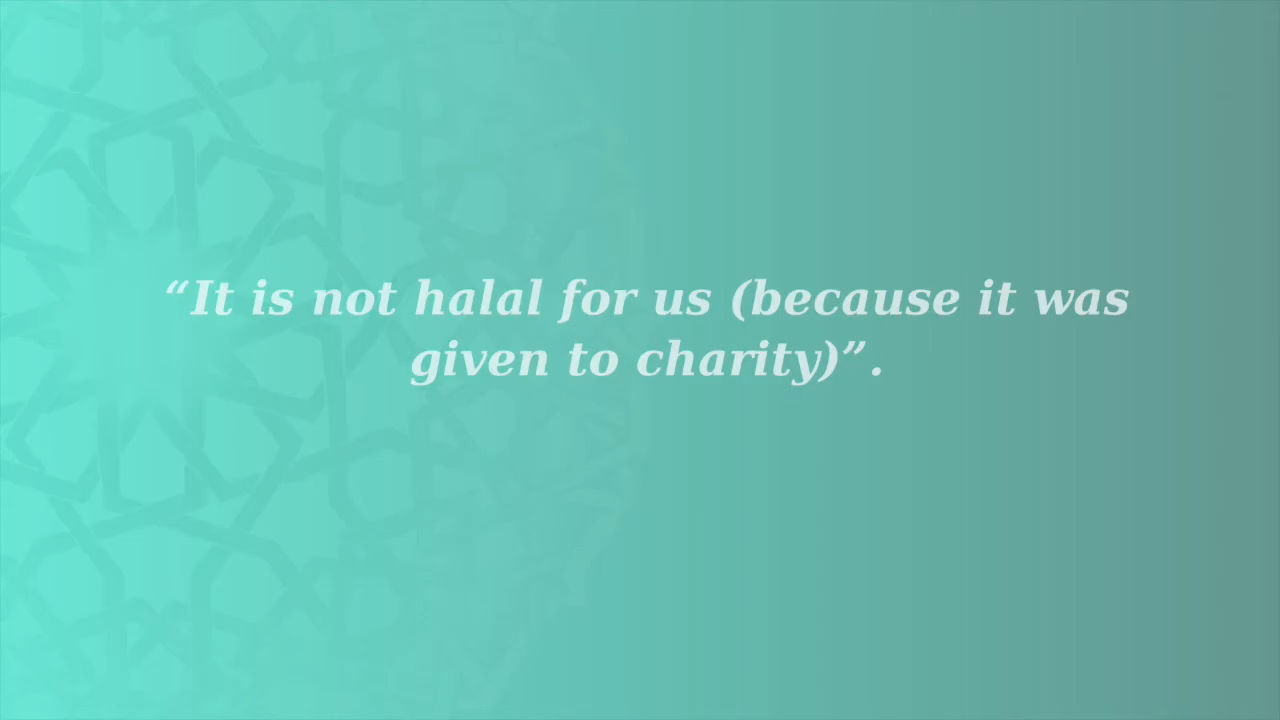 “It is not halal for us (because it was
given to charity)”.